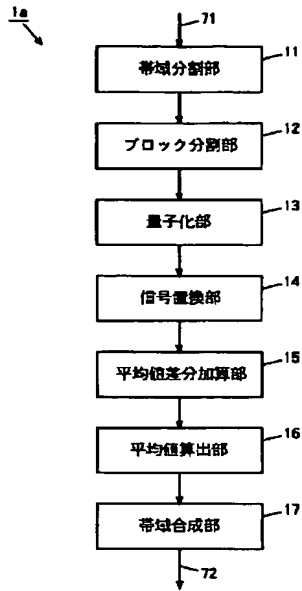 1a
71
帯域分割部
11
ブロック分割部
12
量子化部
13
信号置換部
14
平均値差分加算部
15
平均値算出部
16
帯域合成部
17
72